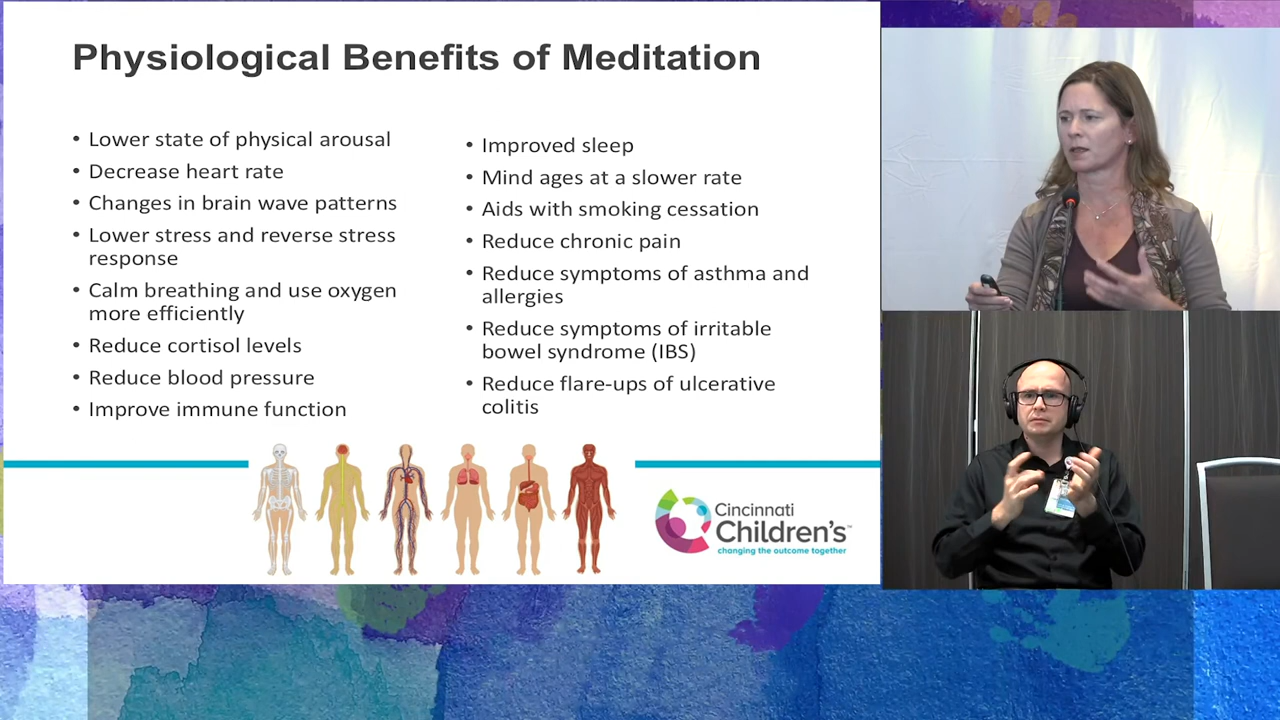 Physiological Benefits of Meditation
• Lower state of physical arousal
• Decrease heart rate
• Changes in brain wave patterns
• Lower stress and reverse stress
response
• Calm breathing and use oxygen
more efficiently
• Reduce cortisol levels
• Reduce blood pressure
• Improve immune function
• Improved sleep
• Mind ages at a slower rate
• Aids with smoking cessation
• Reduce chronic pain
• Reduce symptoms of asthma and
allergies
• Reduce symptoms of irritable
bowel syndrome (IBS)
• Reduce flare-ups of ulcerative
colitis
Cincinnati
Children's™
changing the outcome together